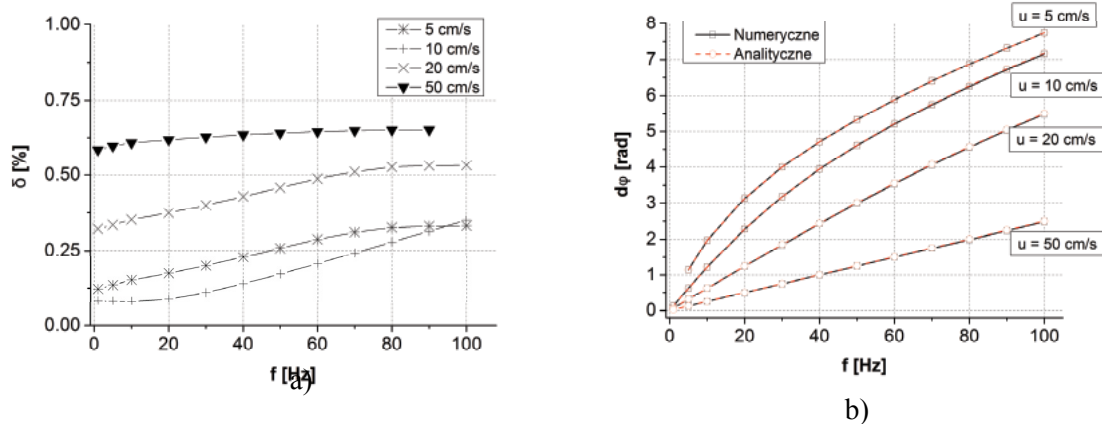 1.00
0.75
0.50
0.25
0.00
δ [%]
5 cm/s
10 cm/s
20 cm/s
50 cm/s
0 20 40 60 80 100
f [Hz]
a)
8
7
6
5
4
3
2
1
0
dφ [rad]
Numeryczne
Analityczne
u = 5 cm/s
u = 10 cm/s
u = 20 cm/s
u = 50 cm/s
0 20 40 60 80 100
f [Hz]
b)